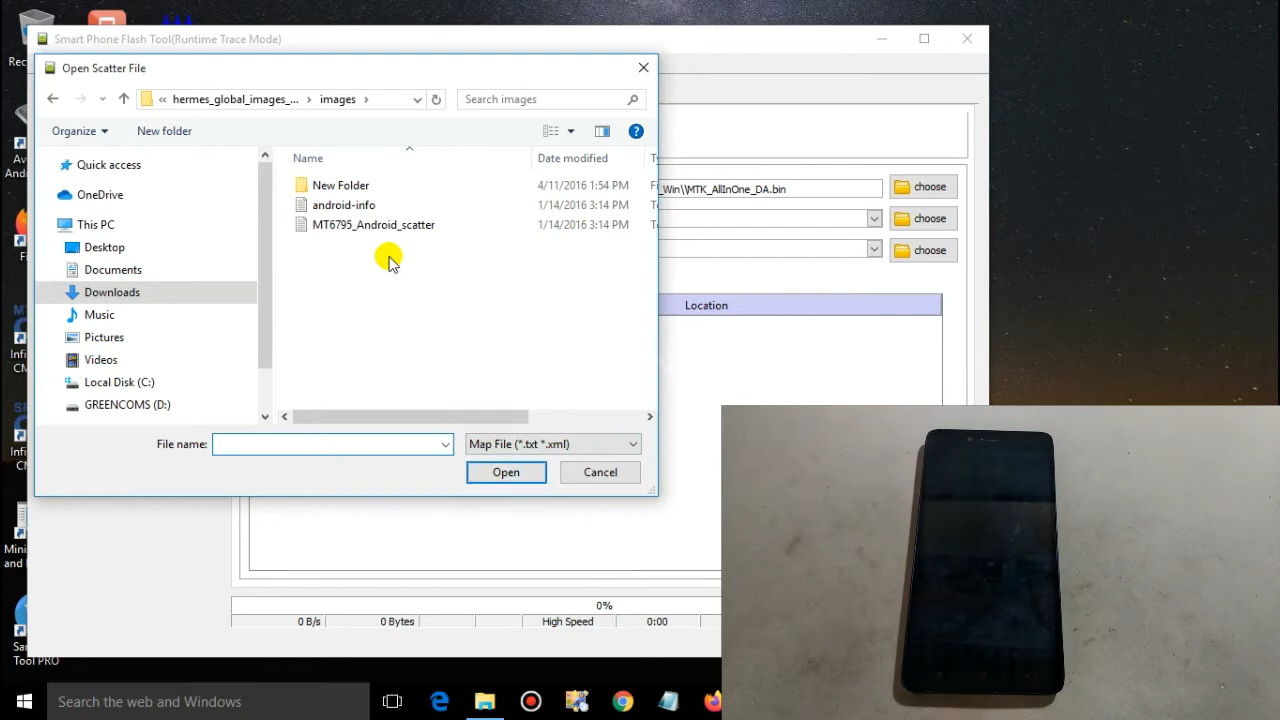 Smart Phone Flash Tool(Runtime Trace Mode)
Open Scatter File
« hermes_global_images_... > images >
Search images
Organize
New folder
Name
Date modified
Quick access
OneDrive
This PC
Desktop
Documents
Downloads
Music
Pictures
Videos
Local Disk (C:)
GREENCOMS (D:)
New Folder
4/11/2016 1:54 PM
android-info
1/14/2016 3:14 PM
MT6795_Android_scatter
1/14/2016 3:14 PM
_Win\\MTK_AllInOne_DA.bin
choose
choose
choose
Location
File name:
Map File (*.txt *.xml)
Open
Cancel
0%
0 B/s
0 Bytes
High Speed
0:00
Tool PRO
Search the web and Windows